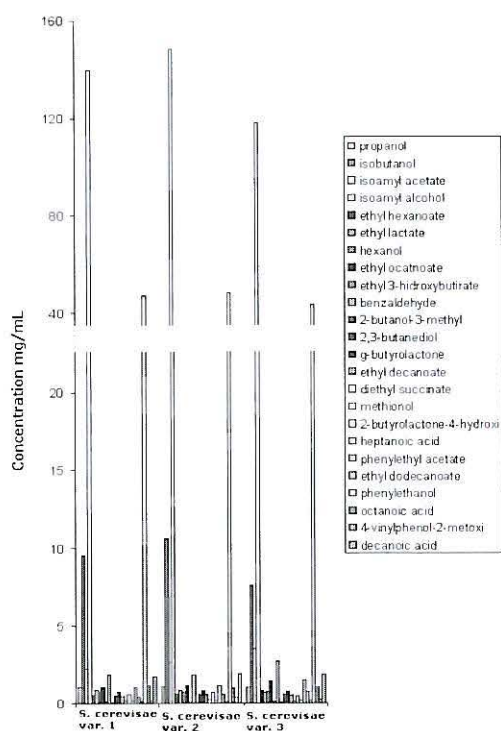 160
120
80
40
20
15
10
5
0
Concentration mg/mL
S. cerevisae var. 1
S. cerevisae var. 2
S. cerevisae var. 3
propanol
isobutanol
isoamyl acetate
isoamyl alcohol
ethyl hexanoate
ethyl lactate
hexanol
ethyl ocatnoate
ethyl 3-hidroxybutirate
benzaldehyde
2-butanol-3-methyl
2,3-butanediol
g-butyrolactone
ethyl decanoate
diethyl succinate
methionol
2-butyrolactone-4-hydroxi
heptanoic acid
phenylethyl acetate
ethyl dodecanoate
phenylethanol
octanoic acid
4-vinylphenol-2-metoxi
decanoic acid